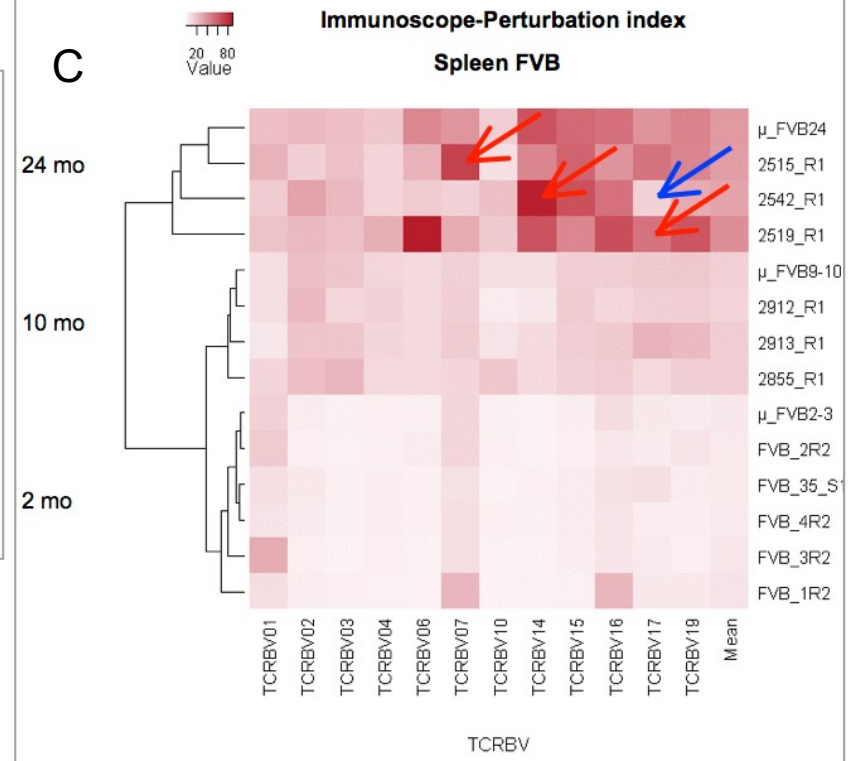 Immunoscope-Perturbation index
Spleen FVB
C
20 80
Value
24 mo
10 mo
2 mo
µ_FVB24
2515_R1
2542_R1
2519_R1
µ_FVB9-10
2912_R1
2913_R1
2855_R1
µ_FVB2-3
FVB_2R2
FVB_35_S1
FVB_4R2
FVB_3R2
FVB_1R2
TCRBV01
TCRBV02
TCRBV03
TCRBV04
TCRBV06
TCRBV07
TCRBV10
TCRBV14
TCRBV15
TCRBV16
TCRBV17
TCRBV19
Mean
TCRBV